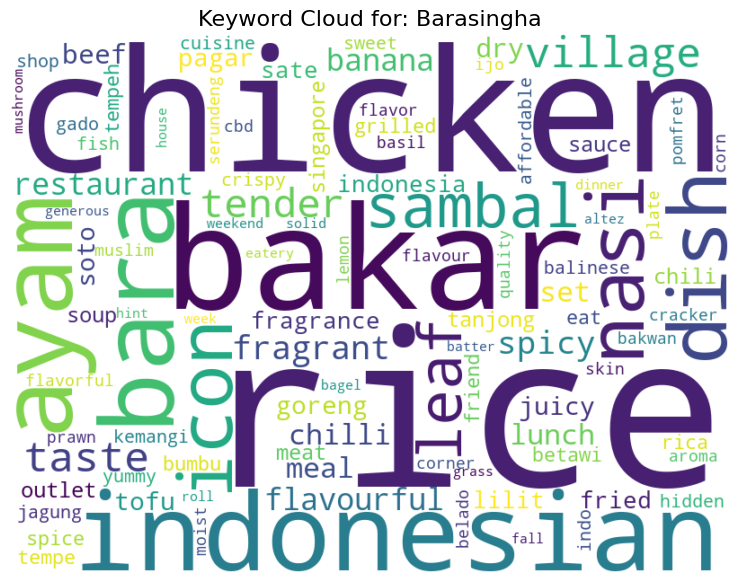 Keyword Cloud for: Barasingha
cuisine sweet dry village
shop beef pagar sate banana ijo
mushroom chicken
gado tempeh house serundeng cbd singapore flavor grilled basil affordable sauce pomfret corn
fish
restaurant crispy tender indonesia sambal dinner dish
ayam generous bara weekend solid altez nasi plate
soto muslim bakar lemon flavour quality balinese chili
soup hint week eatery fragrance tanjong set eat cracker
icon fragrant leaf batter spicy bakwan
flavorful rice bagel friend skin
prawn kemangi goren​g chilli juicy
taste bumbu meat meal corner lunch betawi rica aroma
outlet yummy tofu roll flavourful grass lilit fried hidden
jagung spice tempe moist indonesian belado fall indo